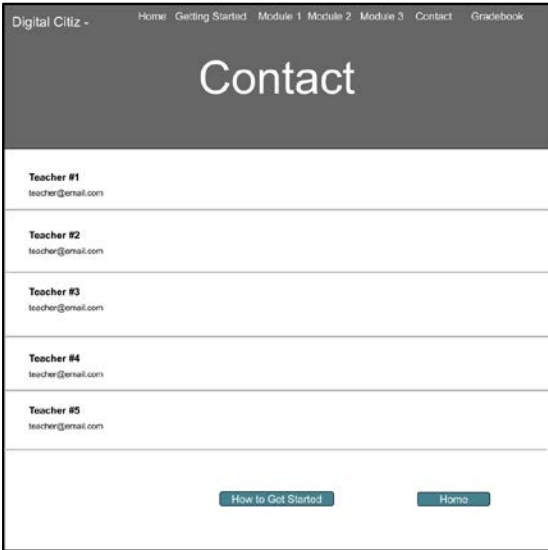 Digital Citiz - Home Getting Started Module 1 Module 2 Module 3 Contact Gradebook
Contact
Teacher #1
teacher@email.com
Teacher #2
teacher@email.com
Teacher #3
teacher@email.com
Teacher #4
teacher@email.com
Teacher #5
teacher@email.com
How to Get Started Home